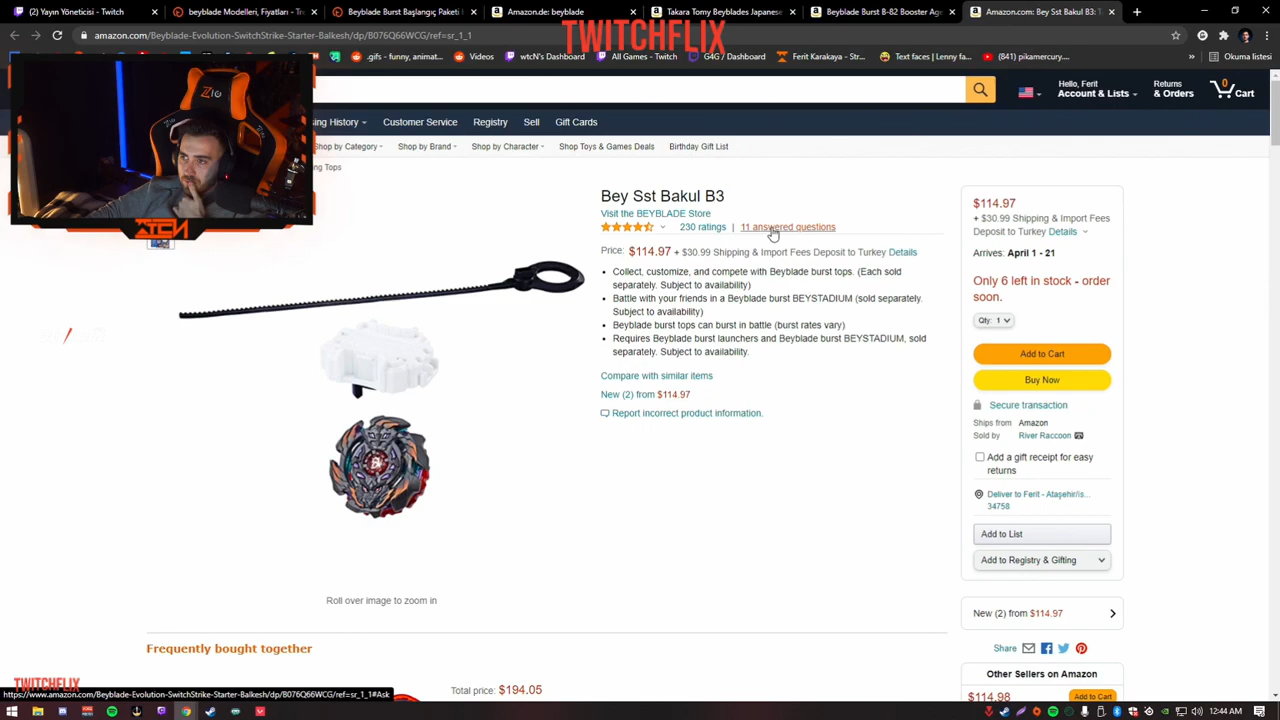 (2) Yayın Yöneticisi - Tw
beyblade Modelleri, Fiyatları - Tren
Beyblade Burst Başlangıç Paketi
Amazon.de: beyblade
Takara Tomy Beyblades Japanese
Beyblade Burst B-82 Booster Age
Amazon.com: Bey Sst Bakul B3
TWITCHFLIX
amazon.com/Beyblade-Evolution-SwitchStrike-Starter-Balkesh/dp/B076Q66WCG/ref=sr_1_1
.gifs - funny, animat...
Videos
wtcN's Dashboard
All Games - Twitch
G4G / Dashboard
Ferit Karakaya - Str...
Text faces | Lenny fa...
(841) pikamercury....
Okuma listesi
Hello, Ferit
Account & Lists
Returns
& Orders
0
Cart
ing History
Customer Service
Registry
Sell
Gift Cards
Shop by Category
Shop by Brand
Shop by Character
Shop Toys & Games Deals
Birthday Gift List
ng Tops
Bey Sst Bakul B3
Visit the BEYBLADE Store
230 ratings | 11 answered questions
Price: $114.97 + $30.99 Shipping & Import Fees Deposit to Turkey Details
• Collect, customize, and compete with Beyblade burst tops. (Each sold
separately. Subject to availability)
• Battle with your friends in a Beyblade burst BEYSTADIUM (sold separately.
Subject to availability)
• Beyblade burst tops can burst in battle (burst rates vary)
• Requires Beyblade burst launchers and Beyblade burst BEYSTADIUM, sold
separately. Subject to availability.
Compare with similar items
New (2) from $114.97
Report incorrect product information.
Roll over image to zoom in
$114.97
+ $30.99 Shipping & Import Fees
Deposit to Turkey Details
Arrives: April 1 - 21
Only 6 left in stock - order
soon.
Qty: 1
Add to Cart
Buy Now
Secure transaction
Ships from Amazon
Sold by River Raccoon
Add a gift receipt for easy
returns
Deliver to Ferit - Ataşehir/is...
34758
Add to List
Add to Registry & Gifting
New (2) from $114.97
Share
Other Sellers on Amazon
$114.98
Add to Cart
Frequently bought together
Total price: $194.05
TWITCHFLIX
https://www.amazon.com/Beyblade-Evolution-SwitchStrike-Starter-Balkesh/dp/B076Q66WCG/ref=sr_1_1#Ask
12:44 AM